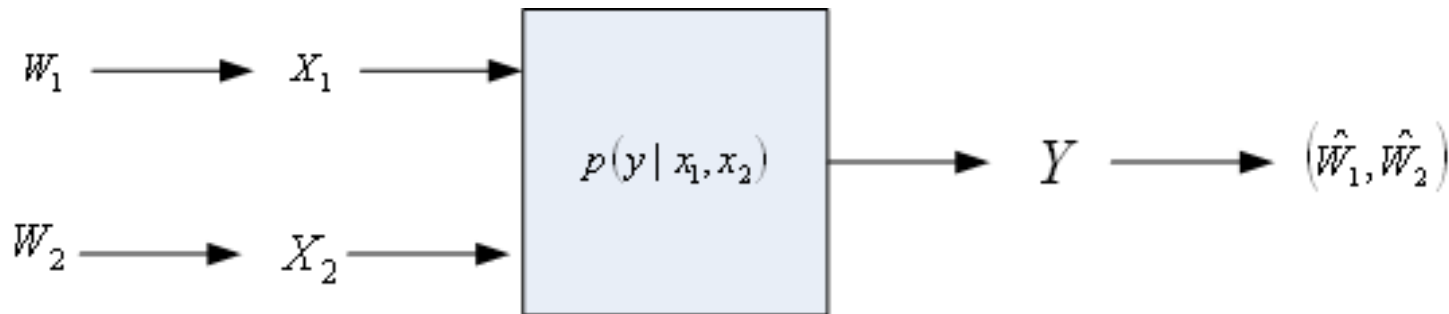 W₁ X₁
p(y | x₁, x₂) Y (Ŵ₁, Ŵ₂)
W₂ X₂